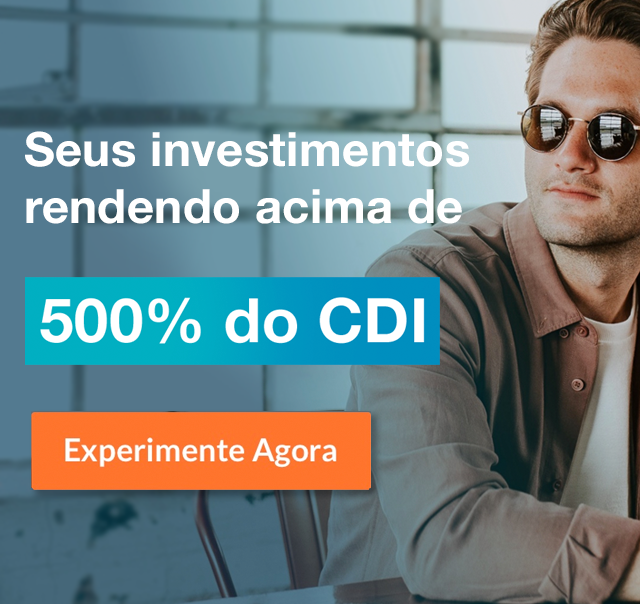 Seus investimentos
rendendo acima de
500% do CDI
Experimente Agora